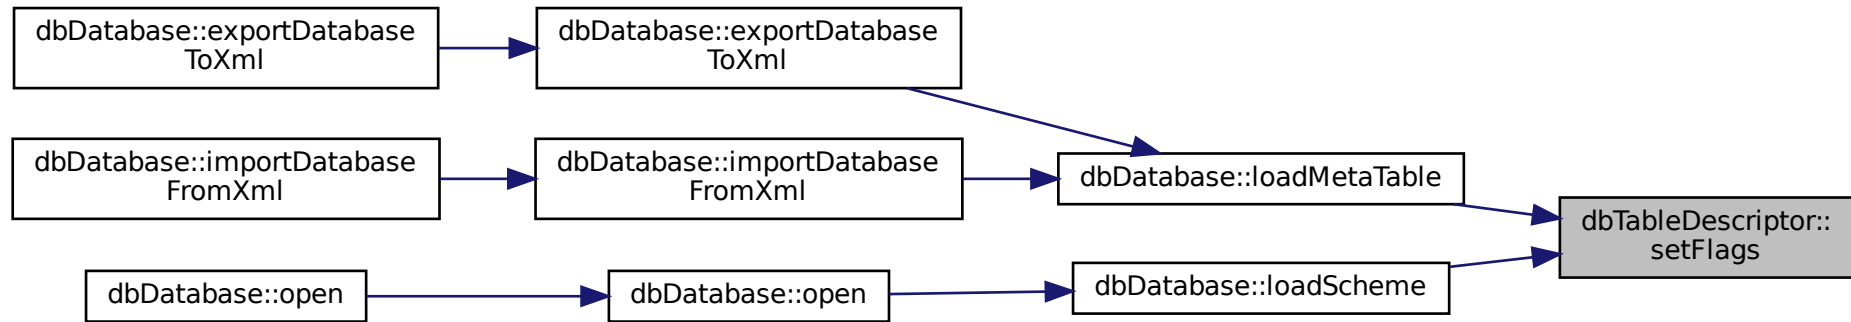 dbDatabase::exportDatabase
ToXml
dbDatabase::exportDatabase
ToXml
dbDatabase::importDatabase
FromXml
dbDatabase::importDatabase
FromXml
dbDatabase::loadMetaTable
dbTableDescriptor::
setFlags
dbDatabase::open
dbDatabase::open
dbDatabase::loadScheme